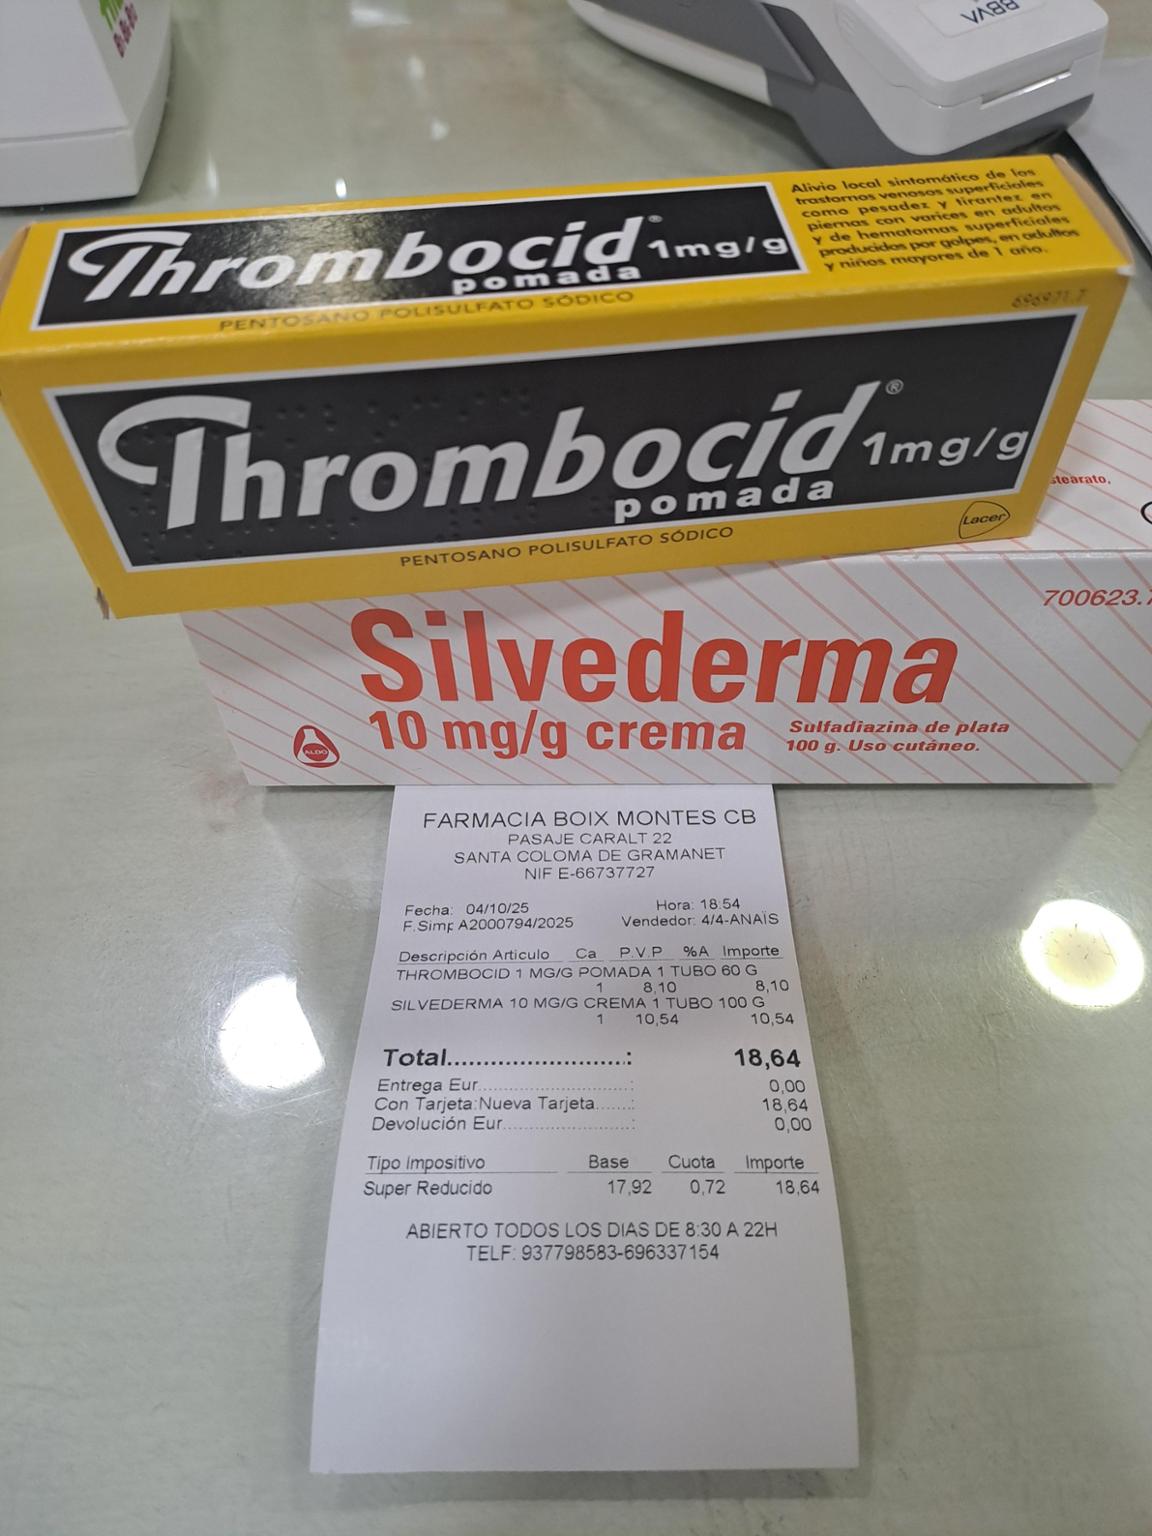 BBVA
Thrombocid® 1mg/g
pomada
PENTOSANO POLISULFATO SÓDICO
Alivio local sintomático de los
trastornos venosos superficiales
como pesadez y tirantez en
piernas con varices en adultos
y de hematomas superficiales
producidos por golpes, en adultos
y niños mayores de 1 año.
696971.7
Thrombocid® 1mg/g
pomada
PENTOSANO POLISULFATO SÓDICO
Lacer
stearato,
700623.7
Silvederma
10 mg/g crema
Sulfadiazina de plata
100 g. Uso cutáneo.
ALDO
FARMACIA BOIX MONTES CB
PASAJE CARALT 22
SANTA COLOMA DE GRAMANET
NIF E-66737727
Fecha: 04/10/25 Hora: 18:54
F.Simp A2000794/2025 Vendedor: 4/4-ANAÏS
Descripción Articulo Ca P.V.P %A Importe
THROMBOCID 1 MG/G POMADA 1 TUBO 60 G
1 8,10 8,10
SILVEDERMA 10 MG/G CREMA 1 TUBO 100 G
1 10,54 10,54
Total........................: 18,64
Entrega Eur........................: 0,00
Con Tarjeta:Nueva Tarjeta......: 18,64
Devolución Eur....................: 0,00
Tipo Impositivo Base Cuota Importe
Super Reducido 17,92 0,72 18,64
ABIERTO TODOS LOS DIAS DE 8:30 A 22H
TELF: 937798583-696337154